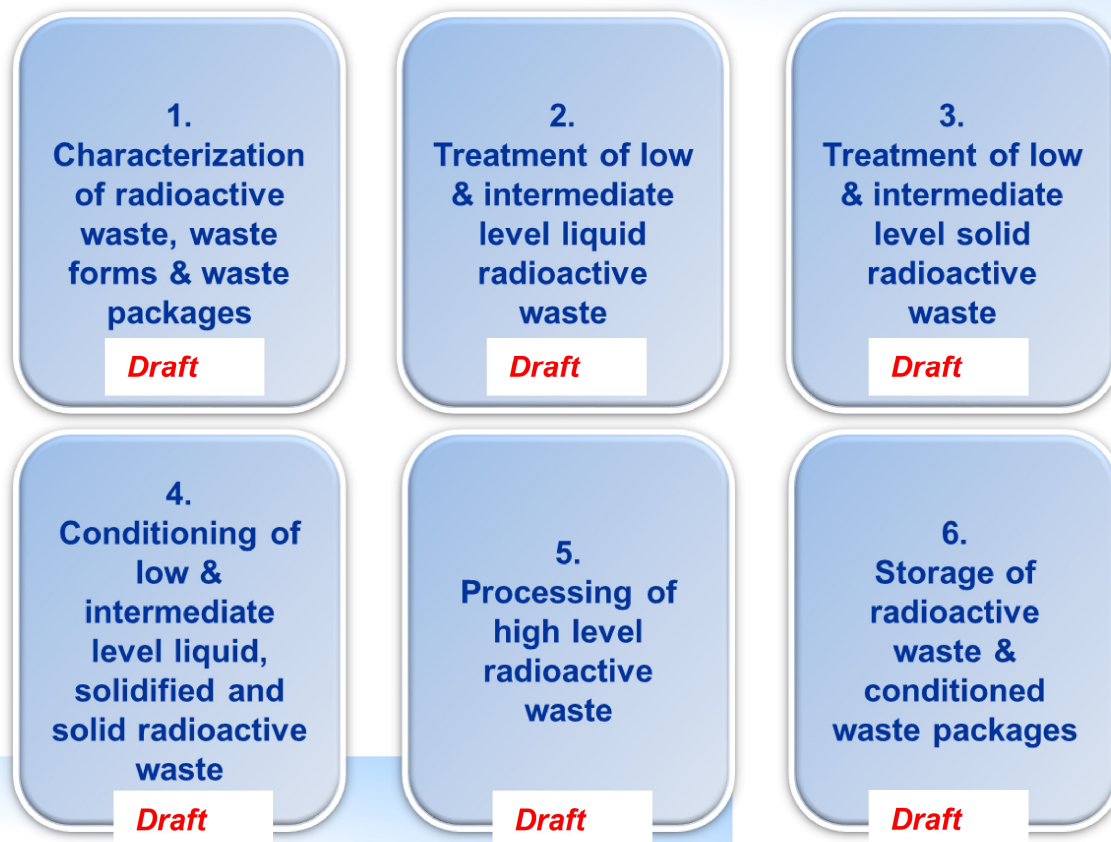 1.
Characterization
of radioactive
waste, waste
forms & waste
packages
Draft
2.
Treatment of low
& intermediate
level liquid
radioactive
waste
Draft
3.
Treatment of low
& intermediate
level solid
radioactive
waste
Draft
4.
Conditioning of
low &
intermediate
level liquid,
solidified and
solid radioactive
waste
Draft
5.
Processing of
high level
radioactive
waste
Draft
6.
Storage of
radioactive
waste &
conditioned
waste packages
Draft